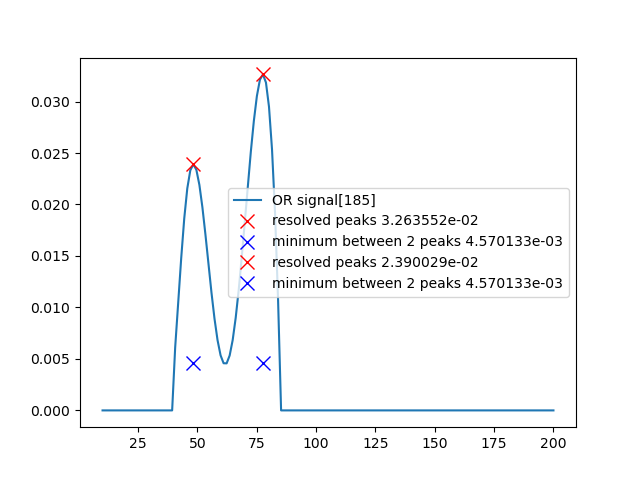 0.030
0.025
0.020
0.015
0.010
0.005
0.000
OR signal[185]
resolved peaks 3.263552e-02
minimum between 2 peaks 4.570133e-03
resolved peaks 2.390029e-02
minimum between 2 peaks 4.570133e-03
25 50 75 100 125 150 175 200